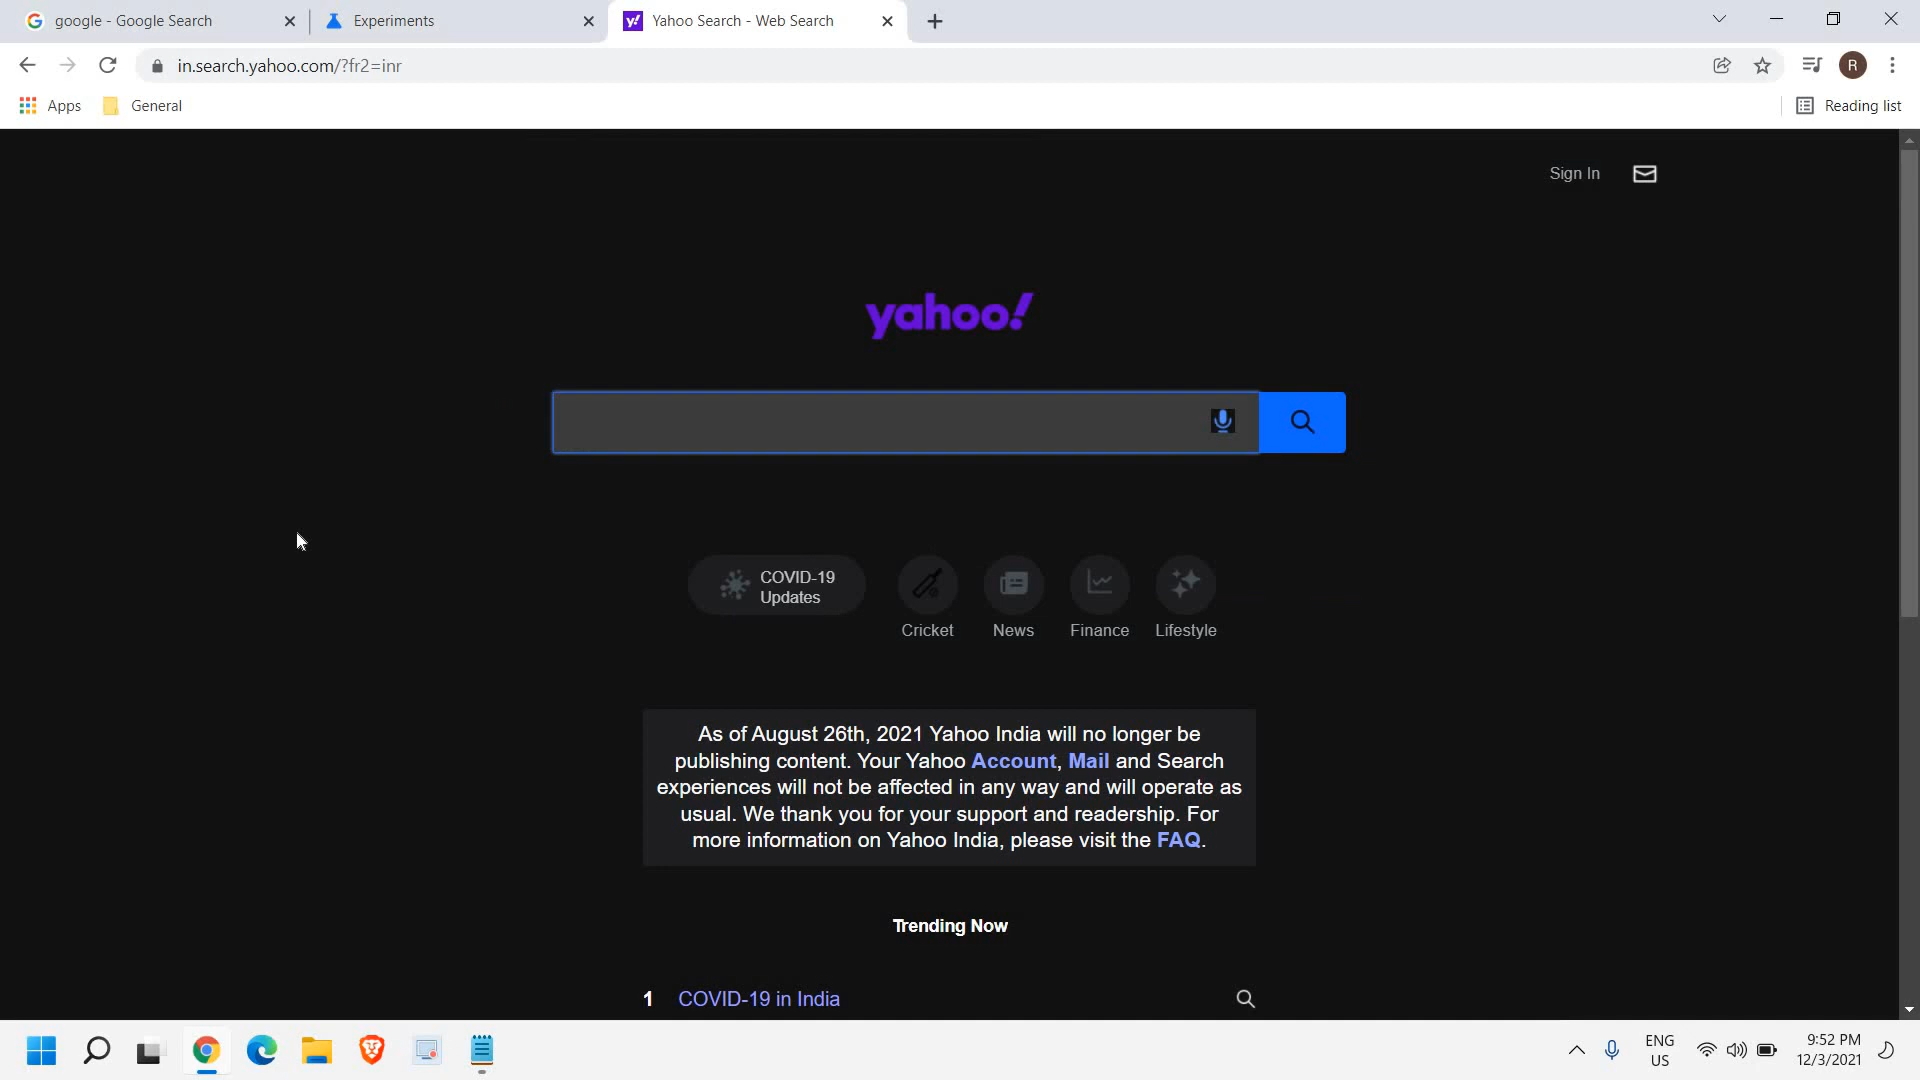 google - Google Search
Experiments
Yahoo Search - Web Search
in.search.yahoo.com/?fr2=inr
R
Apps
General
Reading list
Sign In
yahoo!
COVID-19
Updates
Cricket
News
Finance
Lifestyle
As of August 26th, 2021 Yahoo India will no longer be
publishing content. Your Yahoo Account, Mail and Search
experiences will not be affected in any way and will operate as
usual. We thank you for your support and readership. For
more information on Yahoo India, please visit the FAQ.
Trending Now
1 COVID-19 in India
ENG
US
9:52 PM
12/3/2021